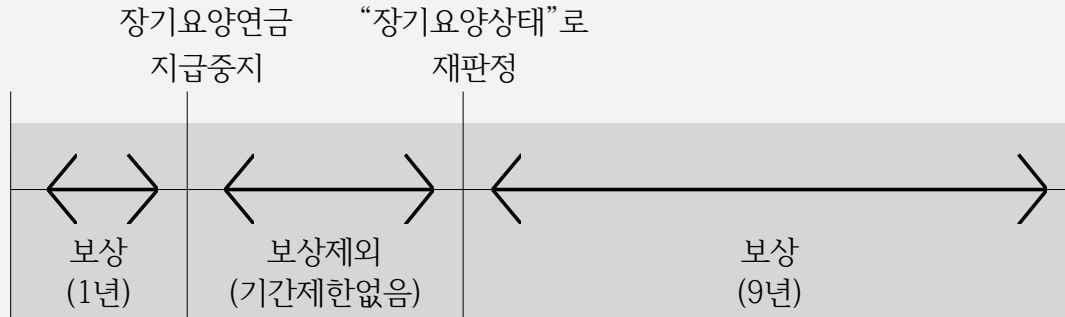 장기요양연금
지급중지
“장기요양상태”로
재판정
보상
(1년)
보상제외
(기간제한없음)
보상
(9년)